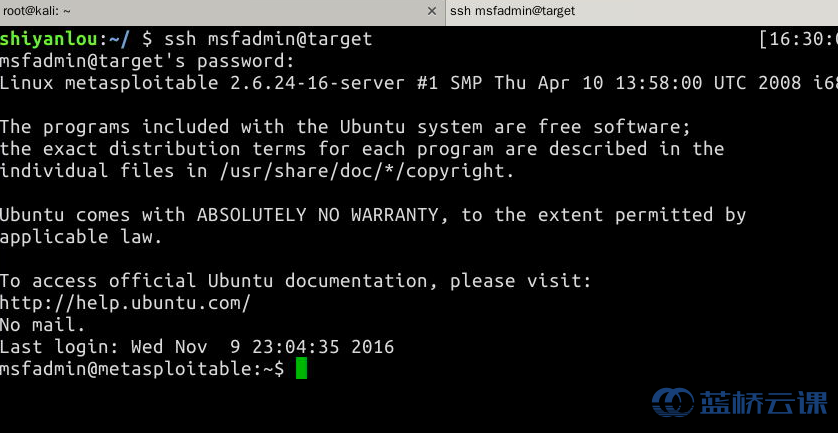 root@kali: ~
ssh msfadmin@target
shiyanlou:~/ $ ssh msfadmin@target [16:30:0
msfadmin@target's password:
Linux metasploitable 2.6.24-16-server #1 SMP Thu Apr 10 13:58:00 UTC 2008 i68
The programs included with the Ubuntu system are free software;
the exact distribution terms for each program are described in the
individual files in /usr/share/doc/*/copyright.
Ubuntu comes with ABSOLUTELY NO WARRANTY, to the extent permitted by
applicable law.
To access official Ubuntu documentation, please visit:
http://help.ubuntu.com/
No mail.
Last login: Wed Nov  9 23:04:35 2016
msfadmin@metasploitable:~$
蓝桥云课